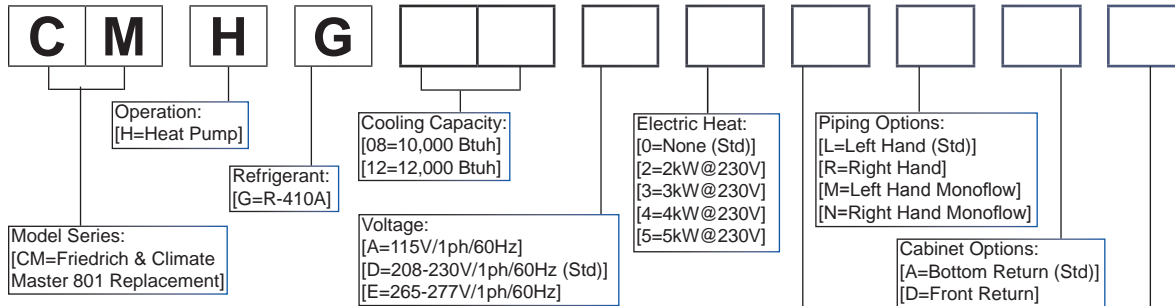 C M H G
Operation:
[H=Heat Pump]
Cooling Capacity:
[08=10,000 Btuh]
[12=12,000 Btuh]
Electric Heat:
[0=None (Std)]
[2=2kW@230V]
[3=3kW@230V]
[4=4kW@230V]
[5=5kW@230V]
Piping Options:
[L=Left Hand (Std)]
[R=Right Hand]
[M=Left Hand Monoflow]
[N=Right Hand Monoflow]
Refrigerant:
[G=R-410A]
Model Series:
[CM=Friedrich & Climate
Master 801 Replacement]
Voltage:
[A=115V/1ph/60Hz]
[D=208-230V/1ph/60Hz (Std)]
[E=265-277V/1ph/60Hz]
Cabinet Options:
[A=Bottom Return (Std)]
[D=Front Return]